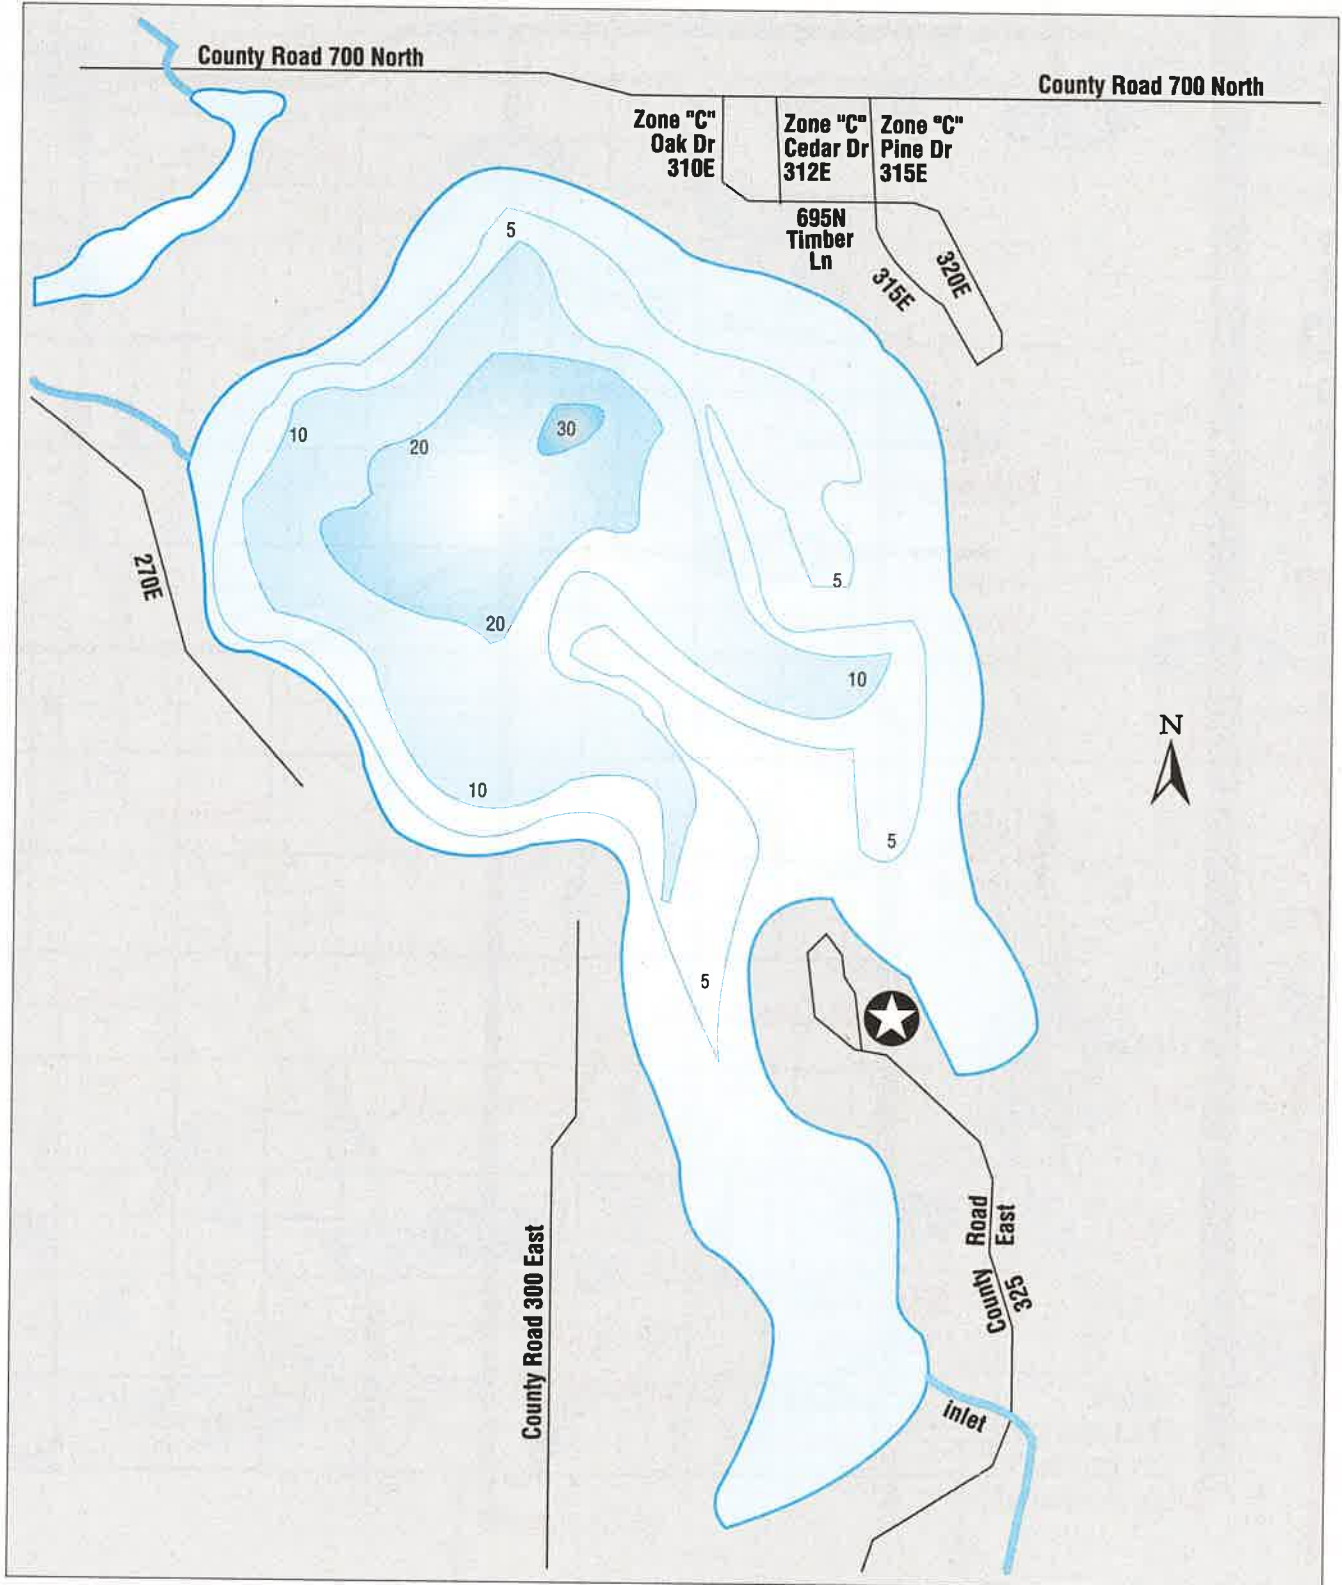 County Road 700 North
County Road 700 North
Zone "C"
Oak Dr
310E
Zone "C"
Cedar Dr
312E
Zone "C"
Pine Dr
315E
695N
Timber
Ln
315E
320E
5
10
20
30
270E
5
20
10
N
10
5
5
County Road 300 East
County Road
325 East
inlet